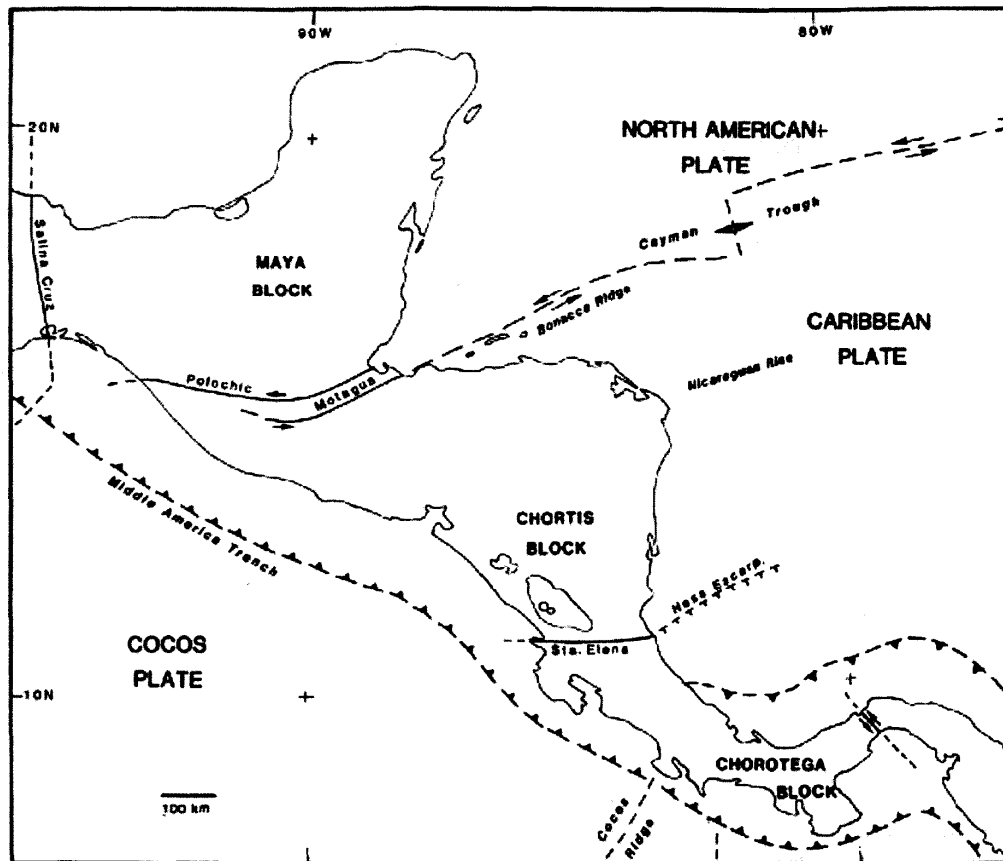 90W
80W
20N
NORTH AMERICAN
PLATE
Salina Cruz
Cayman Trough
MAYA
BLOCK
Bonacca Ridge
CARIBBEAN
PLATE
Polochic
Motagua
Nicaraguan Rise
Middle America Trench
CHORTIS
BLOCK
Hess Escarp.
COCOS
PLATE
Sta. Elena
10N
CHOROTEGA
BLOCK
100 km
Cocos
Ridge